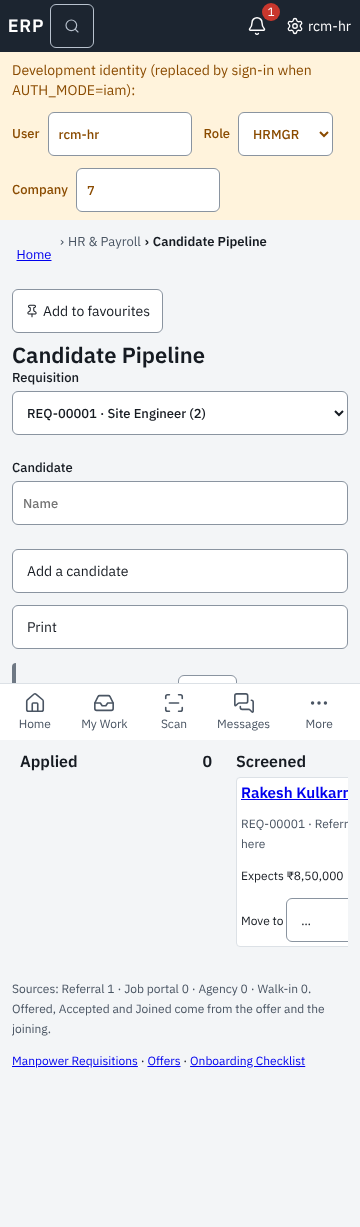 ERP
1
rcm-hr
Development identity (replaced by sign-in when
AUTH_MODE=iam):
User rcm-hr Role HRMGR
Company 7
Home › HR & Payroll › Candidate Pipeline
Add to favourites
Candidate Pipeline
Requisition
REQ-00001 · Site Engineer (2)
Candidate
Name
Add a candidate
Print
Home My Work Scan Messages More
Applied 0 Screened
Rakesh Kulkarn
REQ-00001 · Referr
here
Expects ₹8,50,000
Move to ...
Sources: Referral 1 · Job portal 0 · Agency 0 · Walk-in 0.
Offered, Accepted and Joined come from the offer and the
joining.
Manpower Requisitions · Offers · Onboarding Checklist